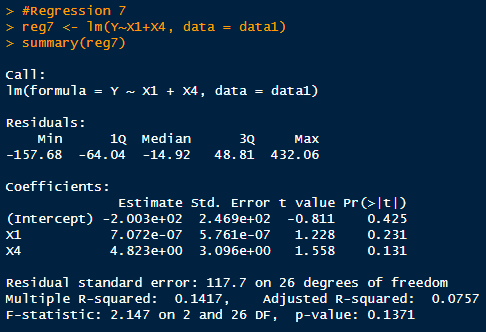 > #Regression 7
> reg7 <- lm(Y~X1+X4, data = data1)
> summary(reg7)
Call:
lm(formula = Y ~ X1 + X4, data = data1)
Residuals:
    Min      1Q  Median      3Q     Max
-157.68  -64.04  -14.92   48.81  432.06
Coefficients:
              Estimate Std. Error t value Pr(>|t|)
(Intercept) -2.003e+02  2.469e+02  -0.811    0.425
X1           7.072e-07  5.761e-07   1.228    0.231
X4           4.823e+00  3.096e+00   1.558    0.131
Residual standard error: 117.7 on 26 degrees of freedom
Multiple R-squared:  0.1417,    Adjusted R-squared:  0.0757
F-statistic: 2.147 on 2 and 26 DF,  p-value: 0.1371